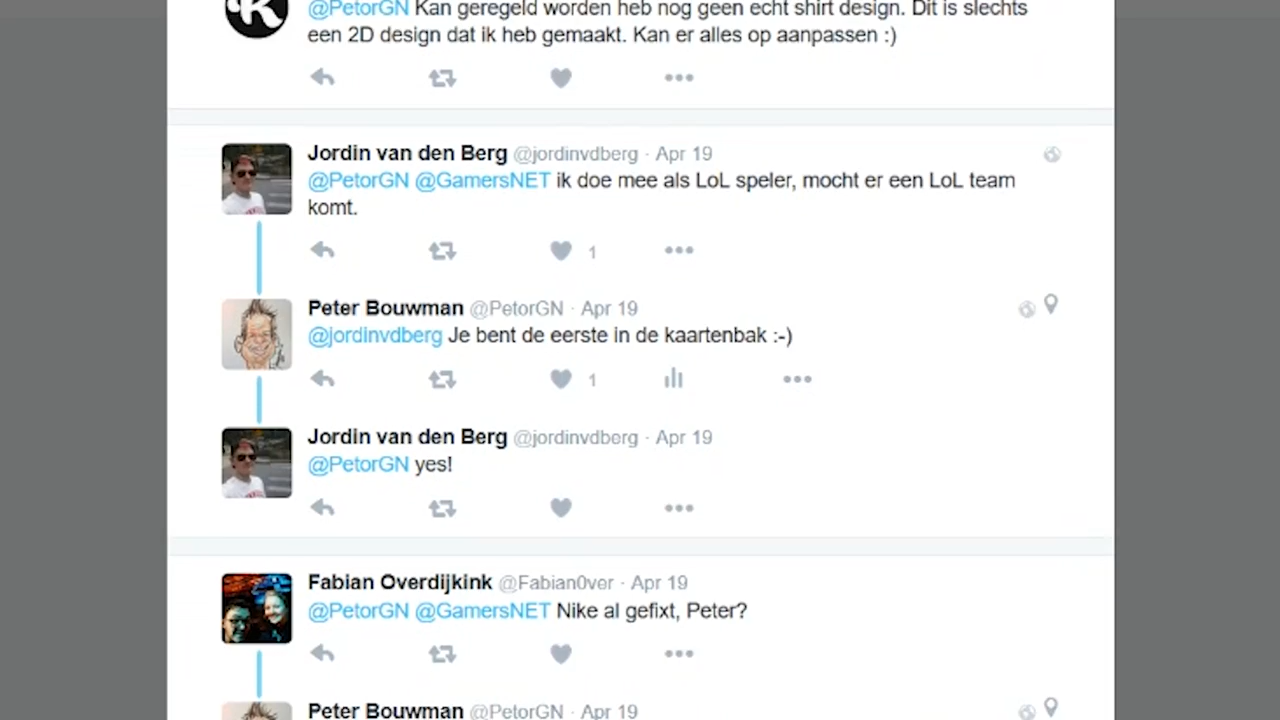 @PetorGN Kan geregeld worden heb nog geen echt shirt design. Dit is slechts
een 2D design dat ik heb gemaakt. Kan er alles op aanpassen :)
Jordin van den Berg @jordinvdberg · Apr 19
@PetorGN @GamersNET ik doe mee als LoL speler, mocht er een LoL team
komt.
1
Peter Bouwman @PetorGN · Apr 19
@jordinvdberg Je bent de eerste in de kaartenbak :-)
1
Jordin van den Berg @jordinvdberg · Apr 19
@PetorGN yes!
Fabian Overdijkink @Fabian0ver · Apr 19
@PetorGN @GamersNET Nike al gefixt, Peter?
Peter Bouwman @PetorGN · Apr 19